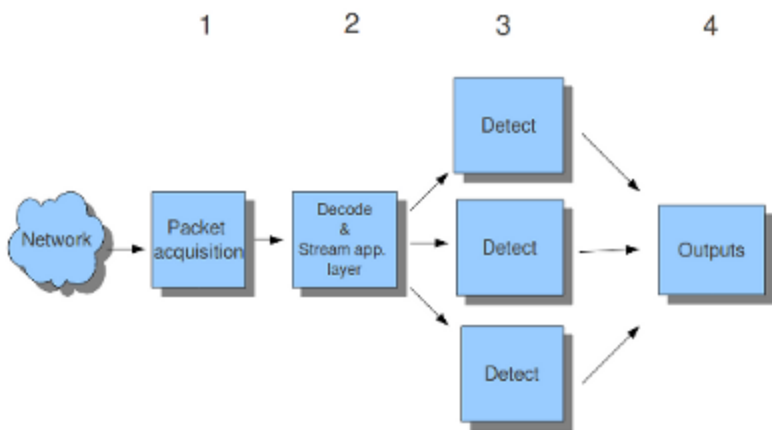 1
2
3
4
Network
Packet
acquisition
Decode
&
Stream app.
layer
Detect
Detect
Detect
Outputs